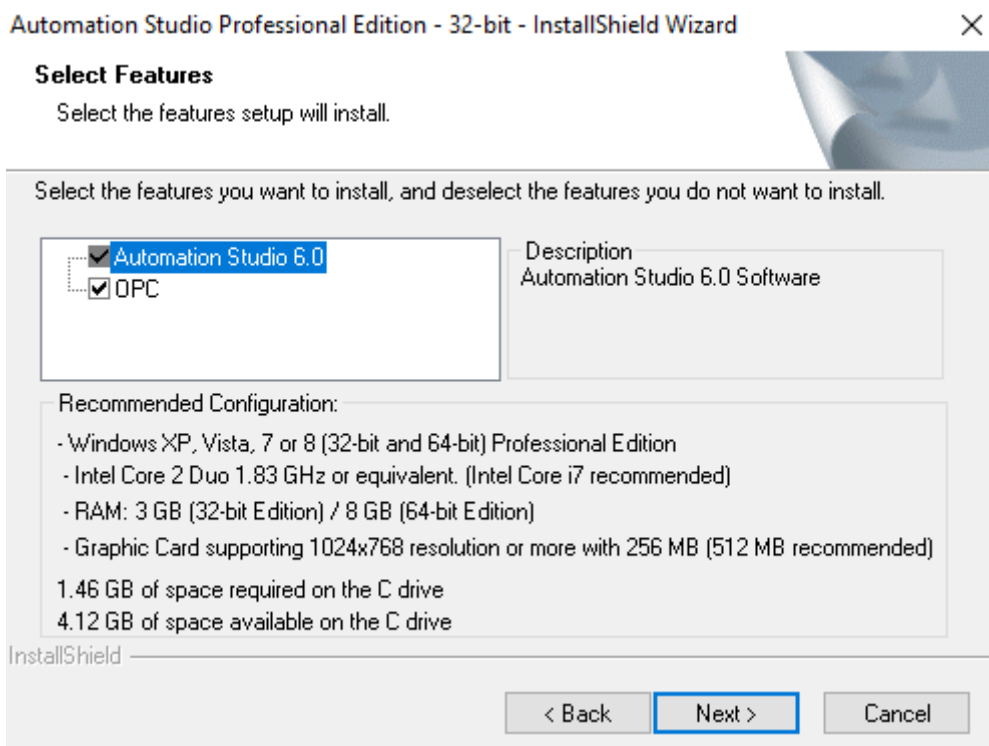 Automation Studio Professional Edition - 32-bit - InstallShield Wizard
Select Features
Select the features setup will install.
Select the features you want to install, and deselect the features you do not want to install.
Automation Studio 6.0
OPC
Description
Automation Studio 6.0 Software
Recommended Configuration:
- Windows XP, Vista, 7 or 8 (32-bit and 64-bit) Professional Edition
- Intel Core 2 Duo 1.83 GHz or equivalent. (Intel Core i7 recommended)
- RAM: 3 GB (32-bit Edition) / 8 GB (64-bit Edition)
- Graphic Card supporting 1024x768 resolution or more with 256 MB (512 MB recommended)
1.46 GB of space required on the C drive
4.12 GB of space available on the C drive
InstallShield
< Back Next > Cancel